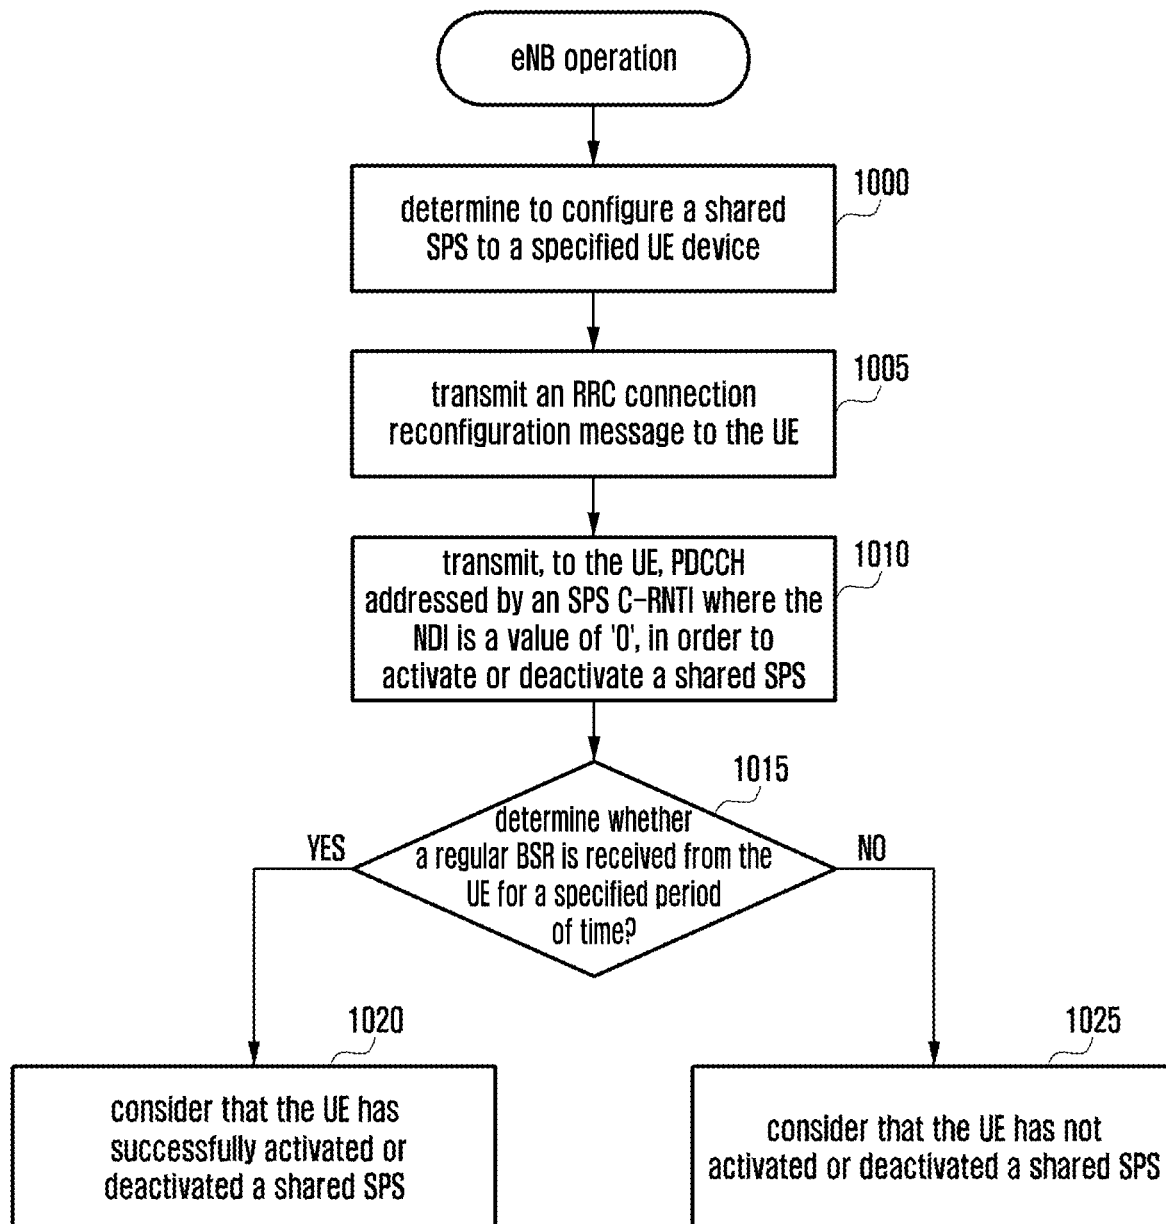 eNB operation
1000
determine to configure a shared
SPS to a specified UE device
1005
transmit an RRC connection
reconfiguration message to the UE
1010
transmit, to the UE, PDCCH
addressed by an SPS C-RNTI where the
NDI is a value of '0', in order to
activate or deactivate a shared SPS
1015
determine whether
a regular BSR is received from the
UE for a specified period
of time?
YES
NO
1020
consider that the UE has
successfully activated or
deactivated a shared SPS
1025
consider that the UE has not
activated or deactivated a shared SPS